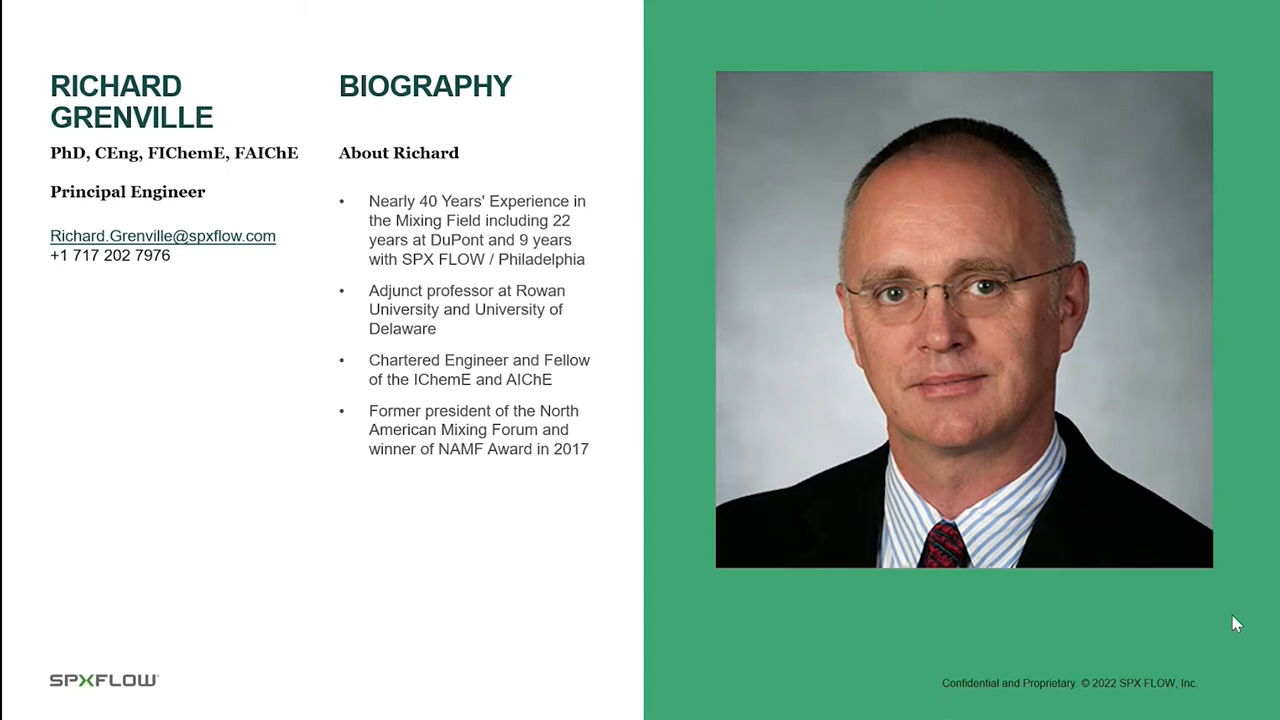 RICHARD
GRENVILLE
PhD, CEng, FIChemE, FAIChE
Principal Engineer
Richard.Grenville@spxflow.com
+1 717 202 7976
BIOGRAPHY
About Richard
• Nearly 40 Years' Experience in
the Mixing Field including 22
years at DuPont and 9 years
with SPX FLOW / Philadelphia
• Adjunct professor at Rowan
University and University of
Delaware
• Chartered Engineer and Fellow
of the IChemE and AIChE
• Former president of the North
American Mixing Forum and
winner of NAMF Award in 2017
SPXFLOW
Confidential and Proprietary. © 2022 SPX FLOW, Inc.